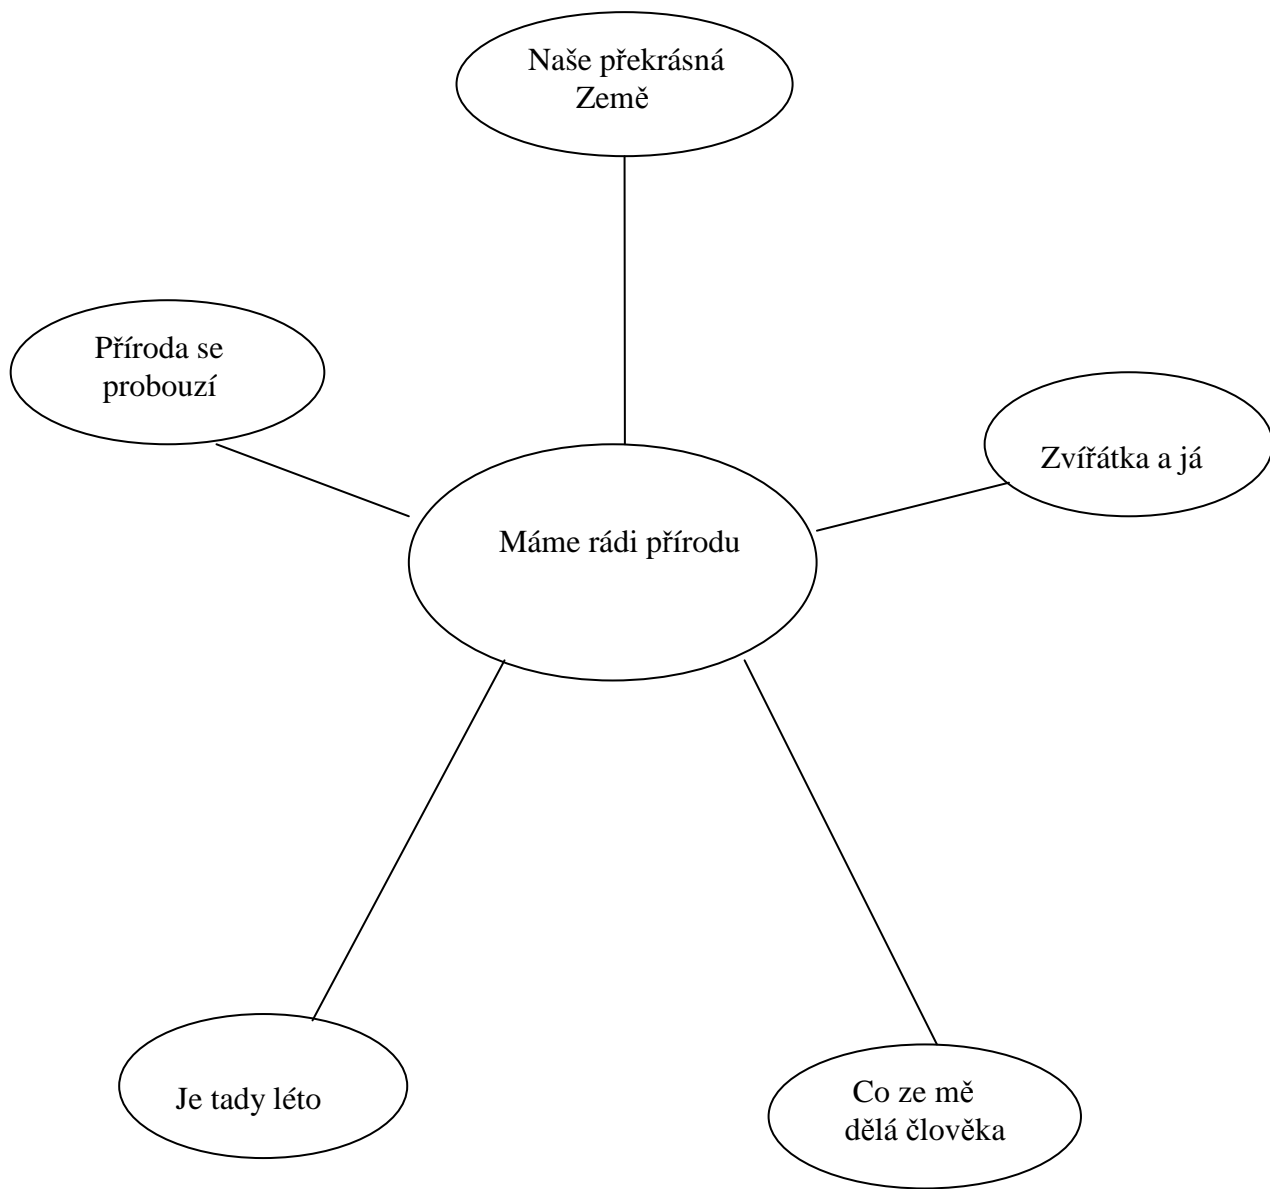 Naše překrásná
Země
Příroda se
probouzí
Zvířátka a já
Máme rádi přírodu
Je tady léto
Co ze mě
dělá člověka